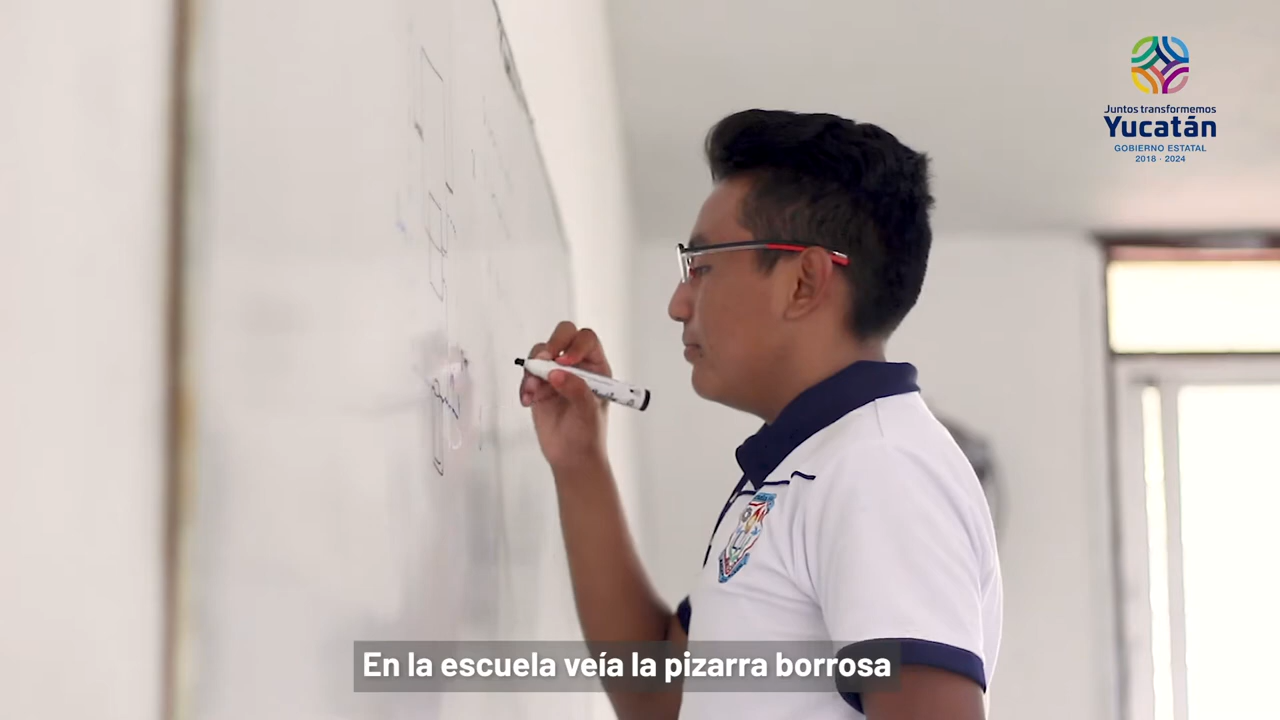 Juntos transformemos
Yucatán
GOBIERNO ESTATAL
2018 · 2024
En la escuela veía la pizarra borrosa